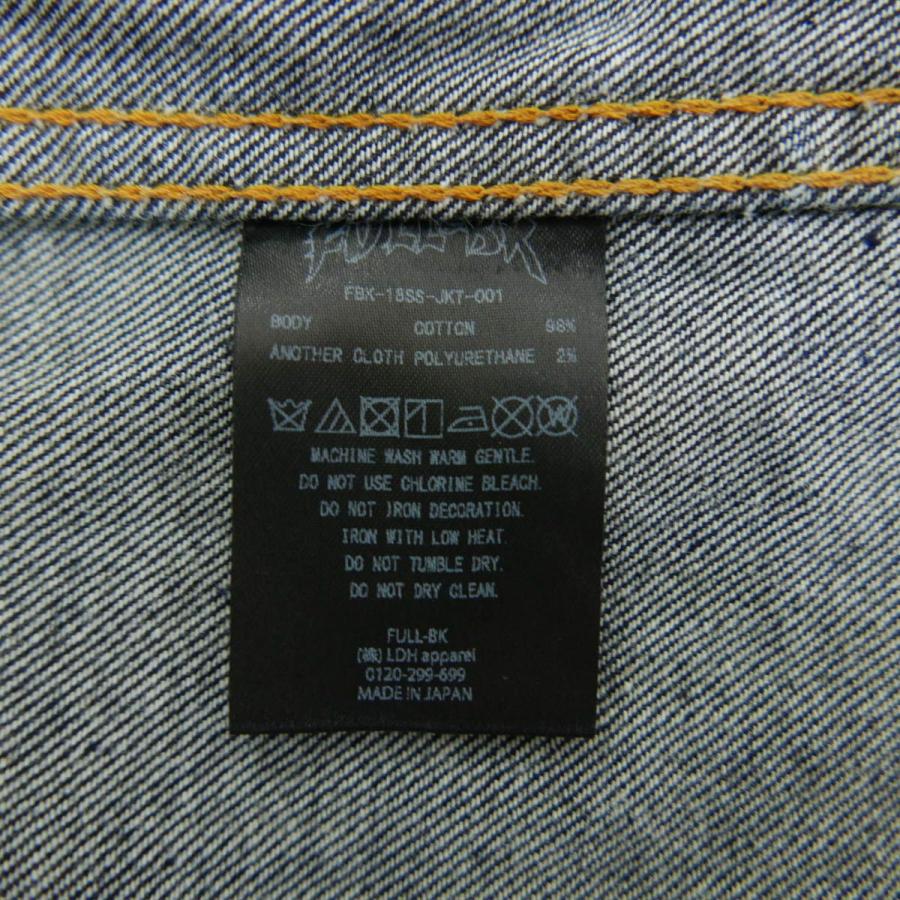 FULL-BK
FBK-18SS-JKT-001
BODY COTTON 98%
ANOTHER CLOTH POLYURETHANE 2%
MACHINE WASH WARM GENTLE.
DO NOT USE CHLORINE BLEACH.
DO NOT IRON DECORATION.
IRON WITH LOW HEAT.
DO NOT TUMBLE DRY.
DO NOT DRY CLEAN.
FULL-BK
(株) LDH apparel
0120-299-699
MADE IN JAPAN